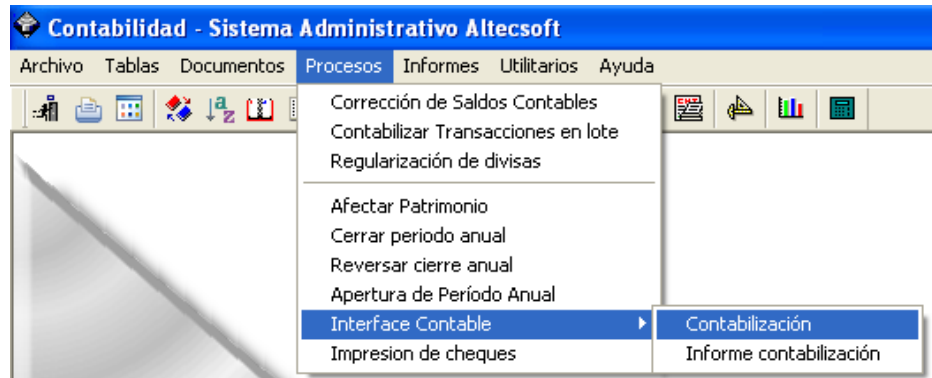 Contabilidad - Sistema Administrativo Altecsoft
Archivo Tablas Documentos Procesos Informes Utilitarios Ayuda
Corrección de Saldos Contables
Contabilizar Transacciones en lote
Regularización de divisas
Afectar Patrimonio
Cerrar periodo anual
Reversar cierre anual
Apertura de Período Anual
Interface Contable
Contabilización
Impresion de cheques
Informe contabilización